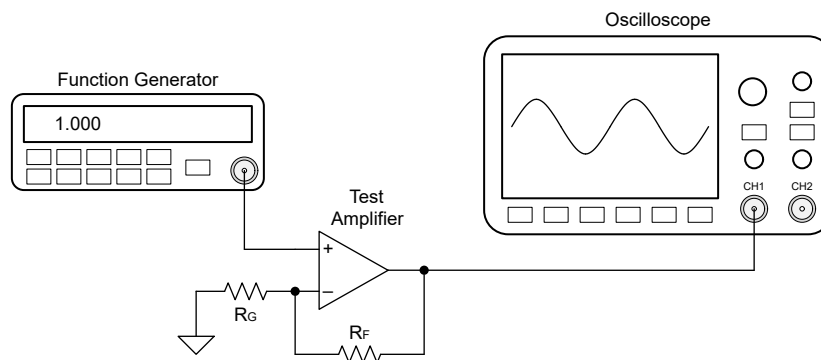 Oscilloscope
Function Generator
1.000
CH1
CH2
Test
Amplifier
+
−
RG
RF